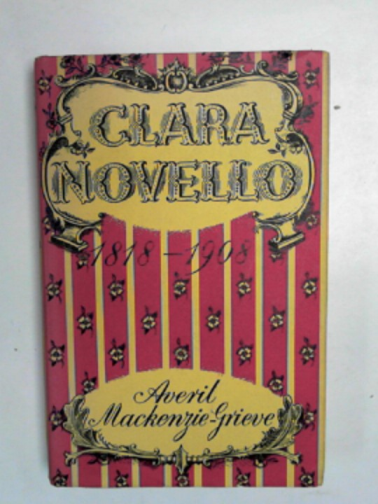 CLARA
NOVELLO
1818-1908
Averil
Mackenzie-Grieve